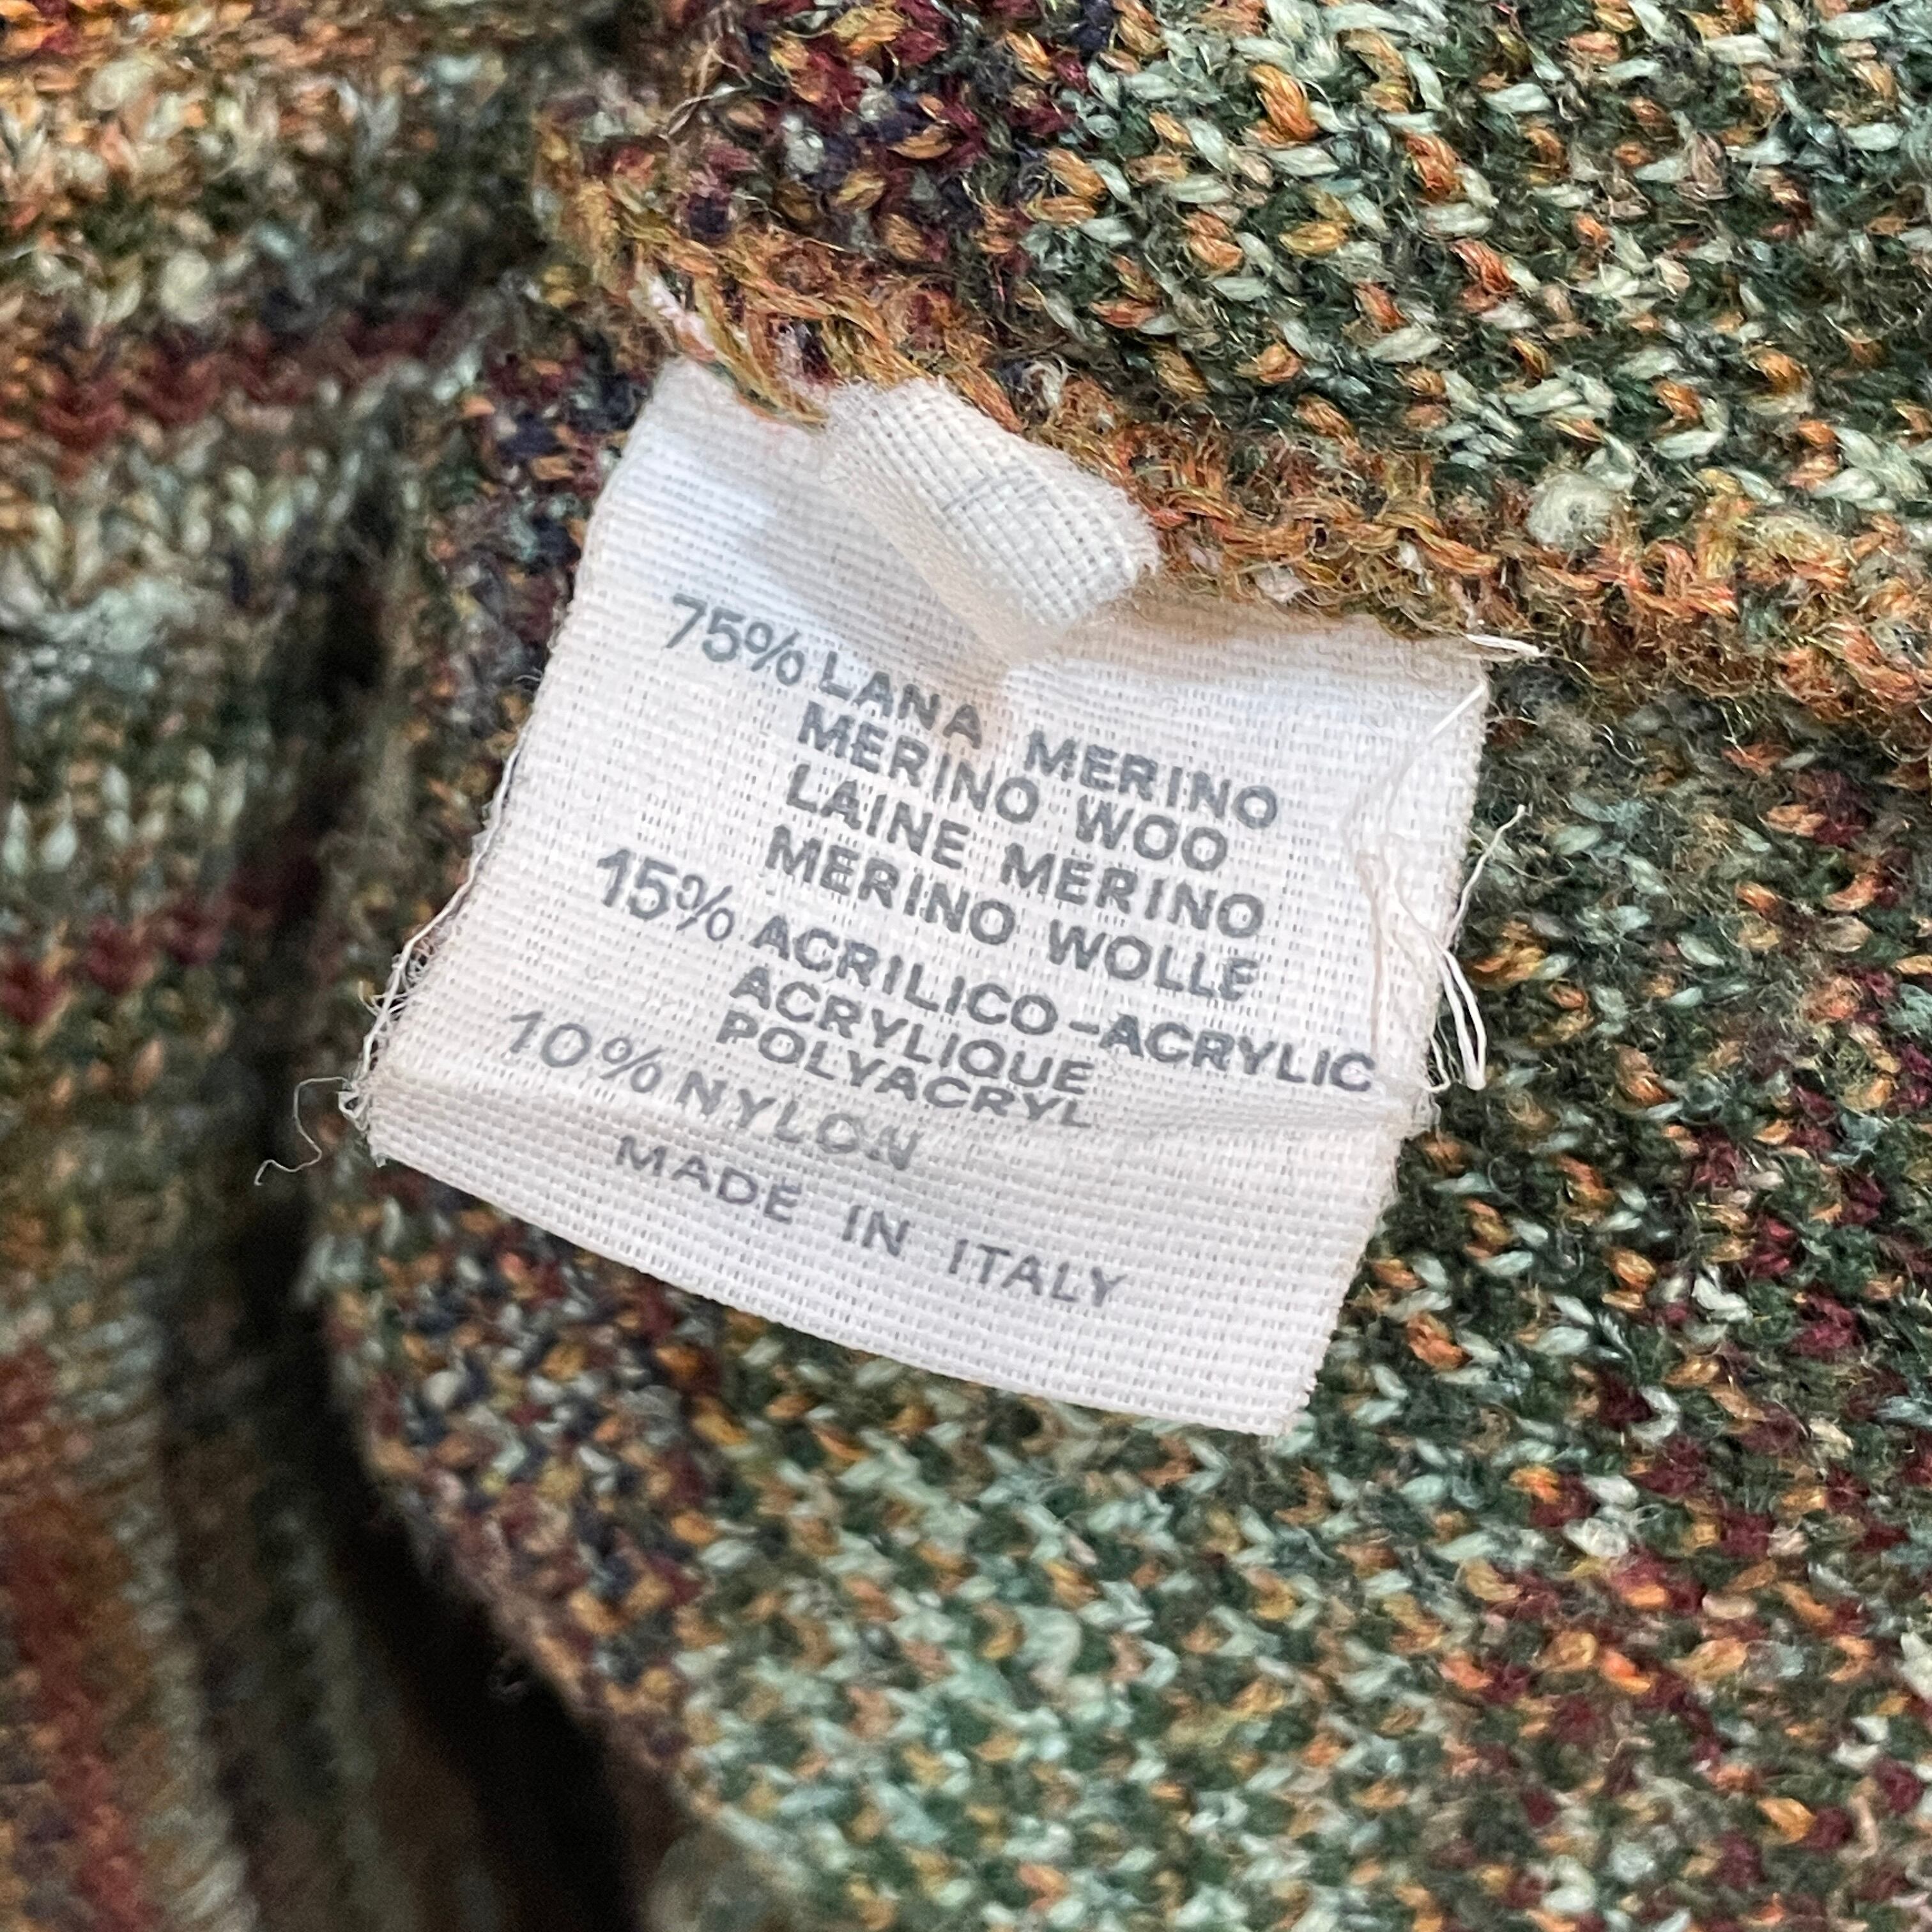 75% LANA MERINO
MERINO WOO
LAINE MERINO
MERINO WOLLE
15% ACRILICO-ACRYLIC
ACRYLIQUE
POLYACRYL
10% NYLON
MADE IN ITALY